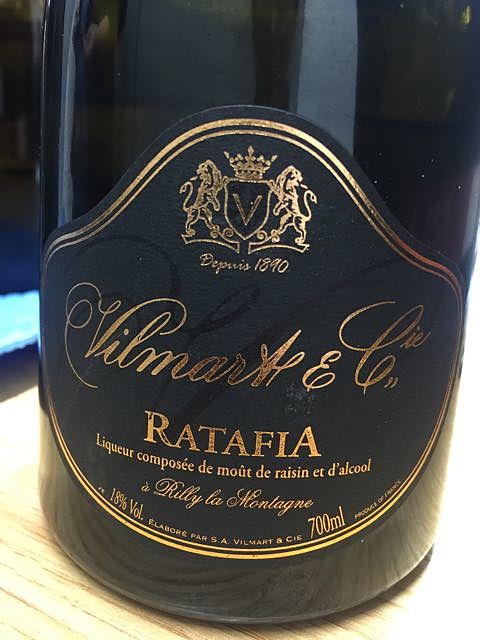 V
Depuis 1890
Vilmart & Cie
RATAFIA
Liqueur composée de moût de raisin et d'alcool
à Rilly la Montagne
18% Vol.
ÉLABORÉ PAR S.A. VILMART & CIE
700ml
PRODUCE OF FRANCE